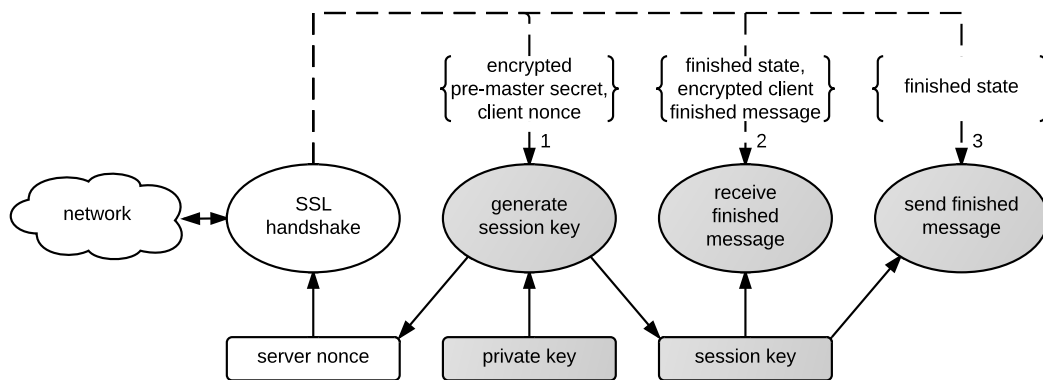 encrypted
pre-master secret,
client nonce
finished state,
encrypted client
finished message
finished state
1
2
3
network
SSL
handshake
generate
session key
receive
finished
message
send finished
message
server nonce
private key
session key